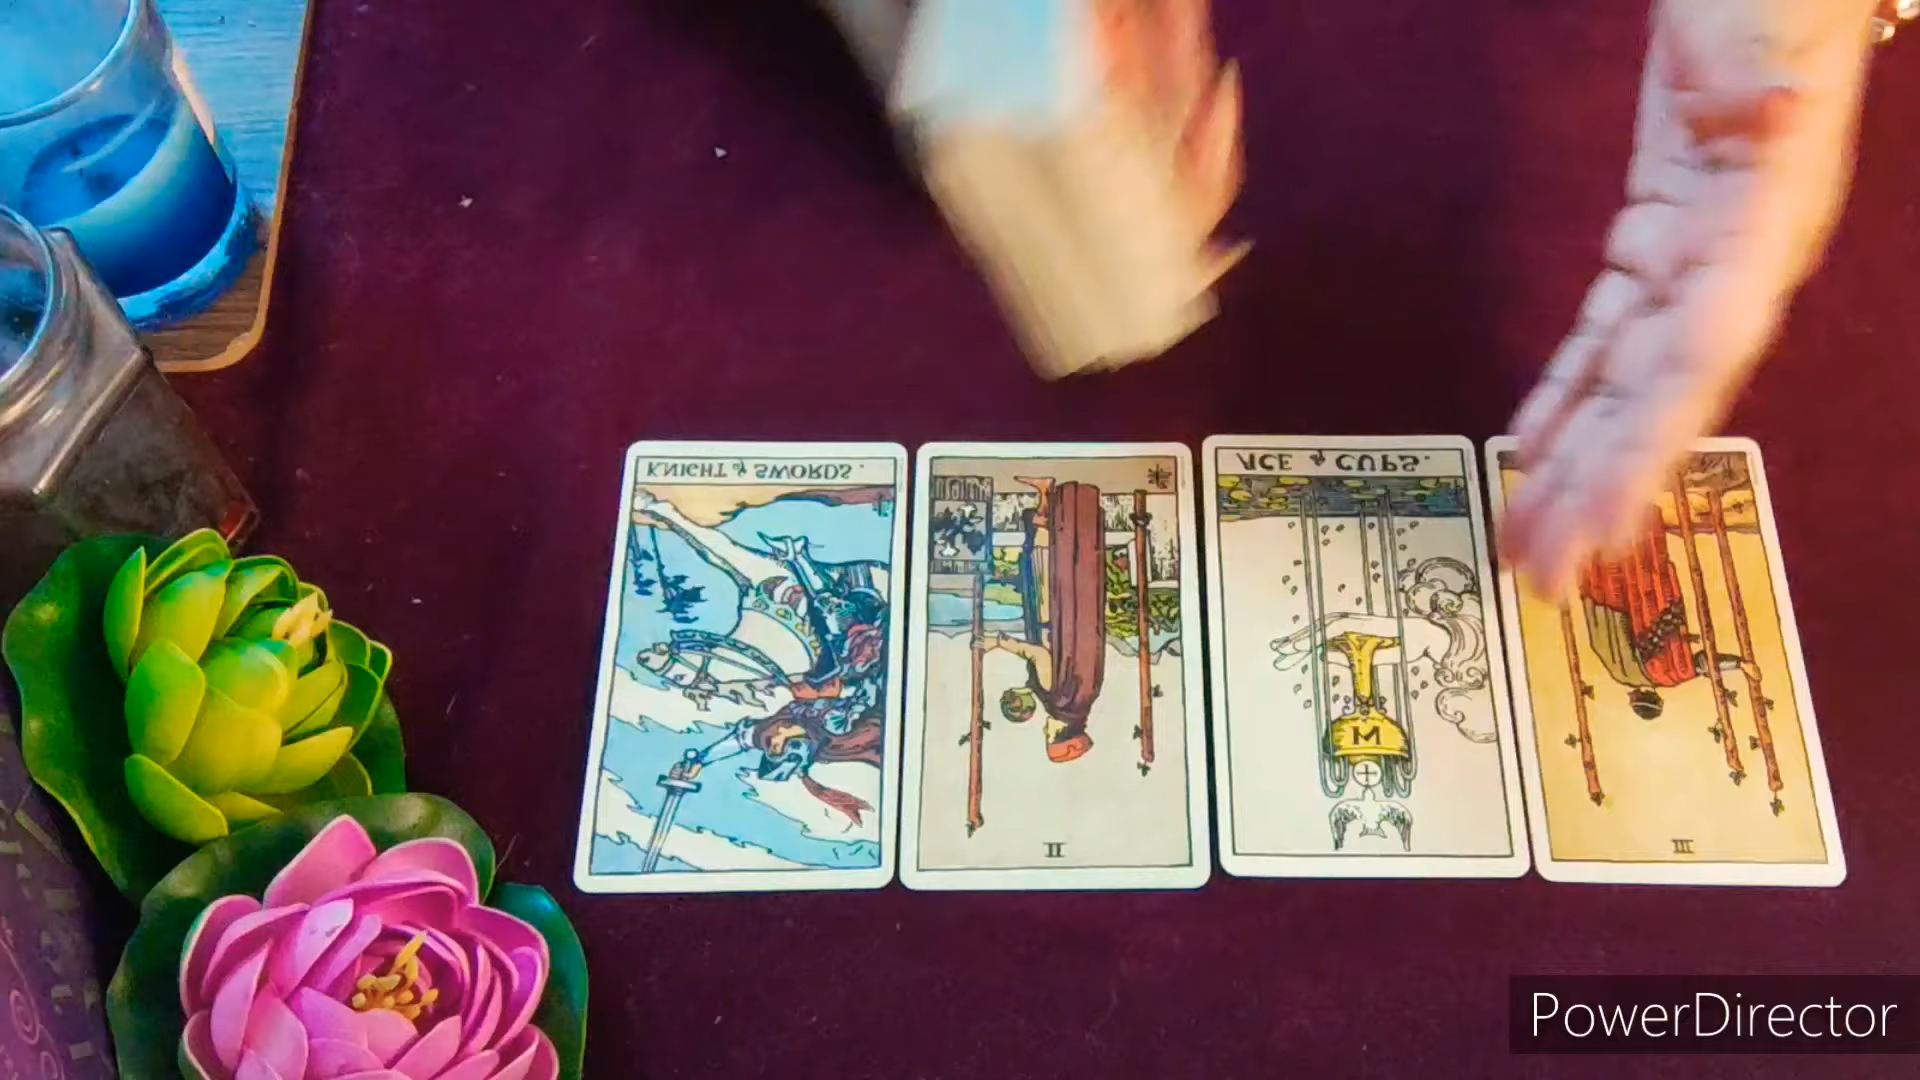 KNIGHT of SWORDS.
ACE of CUPS.
II
M
III
PowerDirector